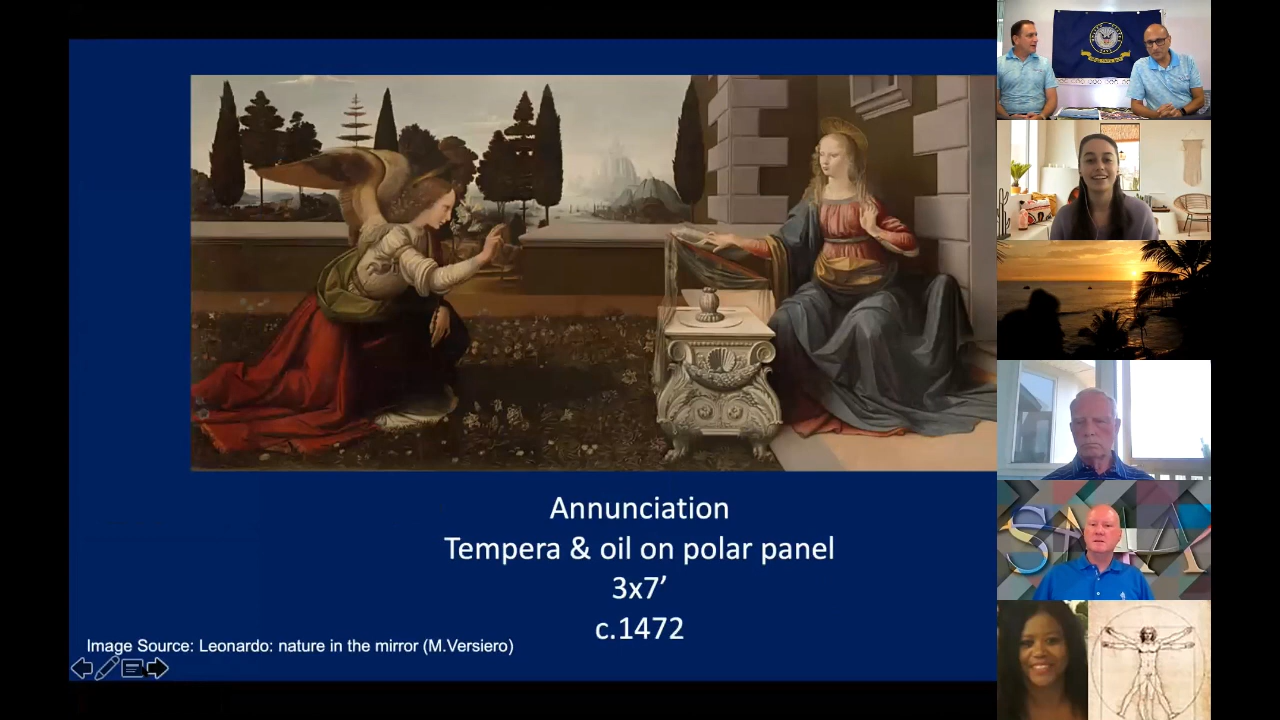 Annunciation
Tempera & oil on polar panel
3x7’
c.1472
Image Source: Leonardo: nature in the mirror (M.Versiero)